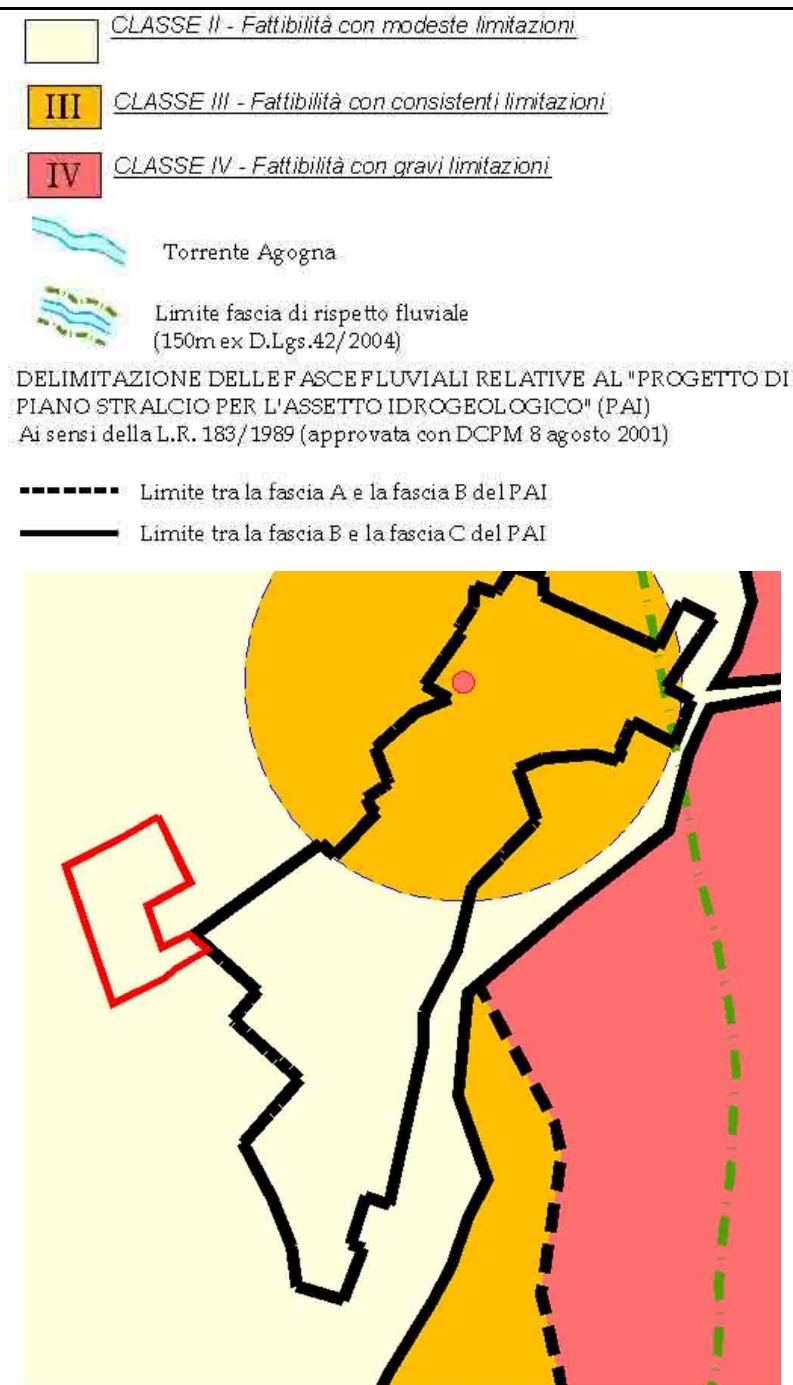 CLASSE II - Fattibilità con modeste limitazioni
III CLASSE III - Fattibilità con consistenti limitazioni
IV CLASSE IV - Fattibilità con gravi limitazioni
Torrente Agogna
Limite fascia di rispetto fluviale
(150m ex D.Lgs.42/2004)
DELIMITAZIONE DELLE FASCE FLUVIALI RELATIVE AL "PROGETTO DI
PIANO STRALCIO PER L'ASSETTO IDROGEOLOGICO" (PAI)
Ai sensi della L.R. 183/1989 (approvata con DCPM 8 agosto 2001)
Limite tra la fascia A e la fascia B del PAI
Limite tra la fascia B e la fascia C del PAI